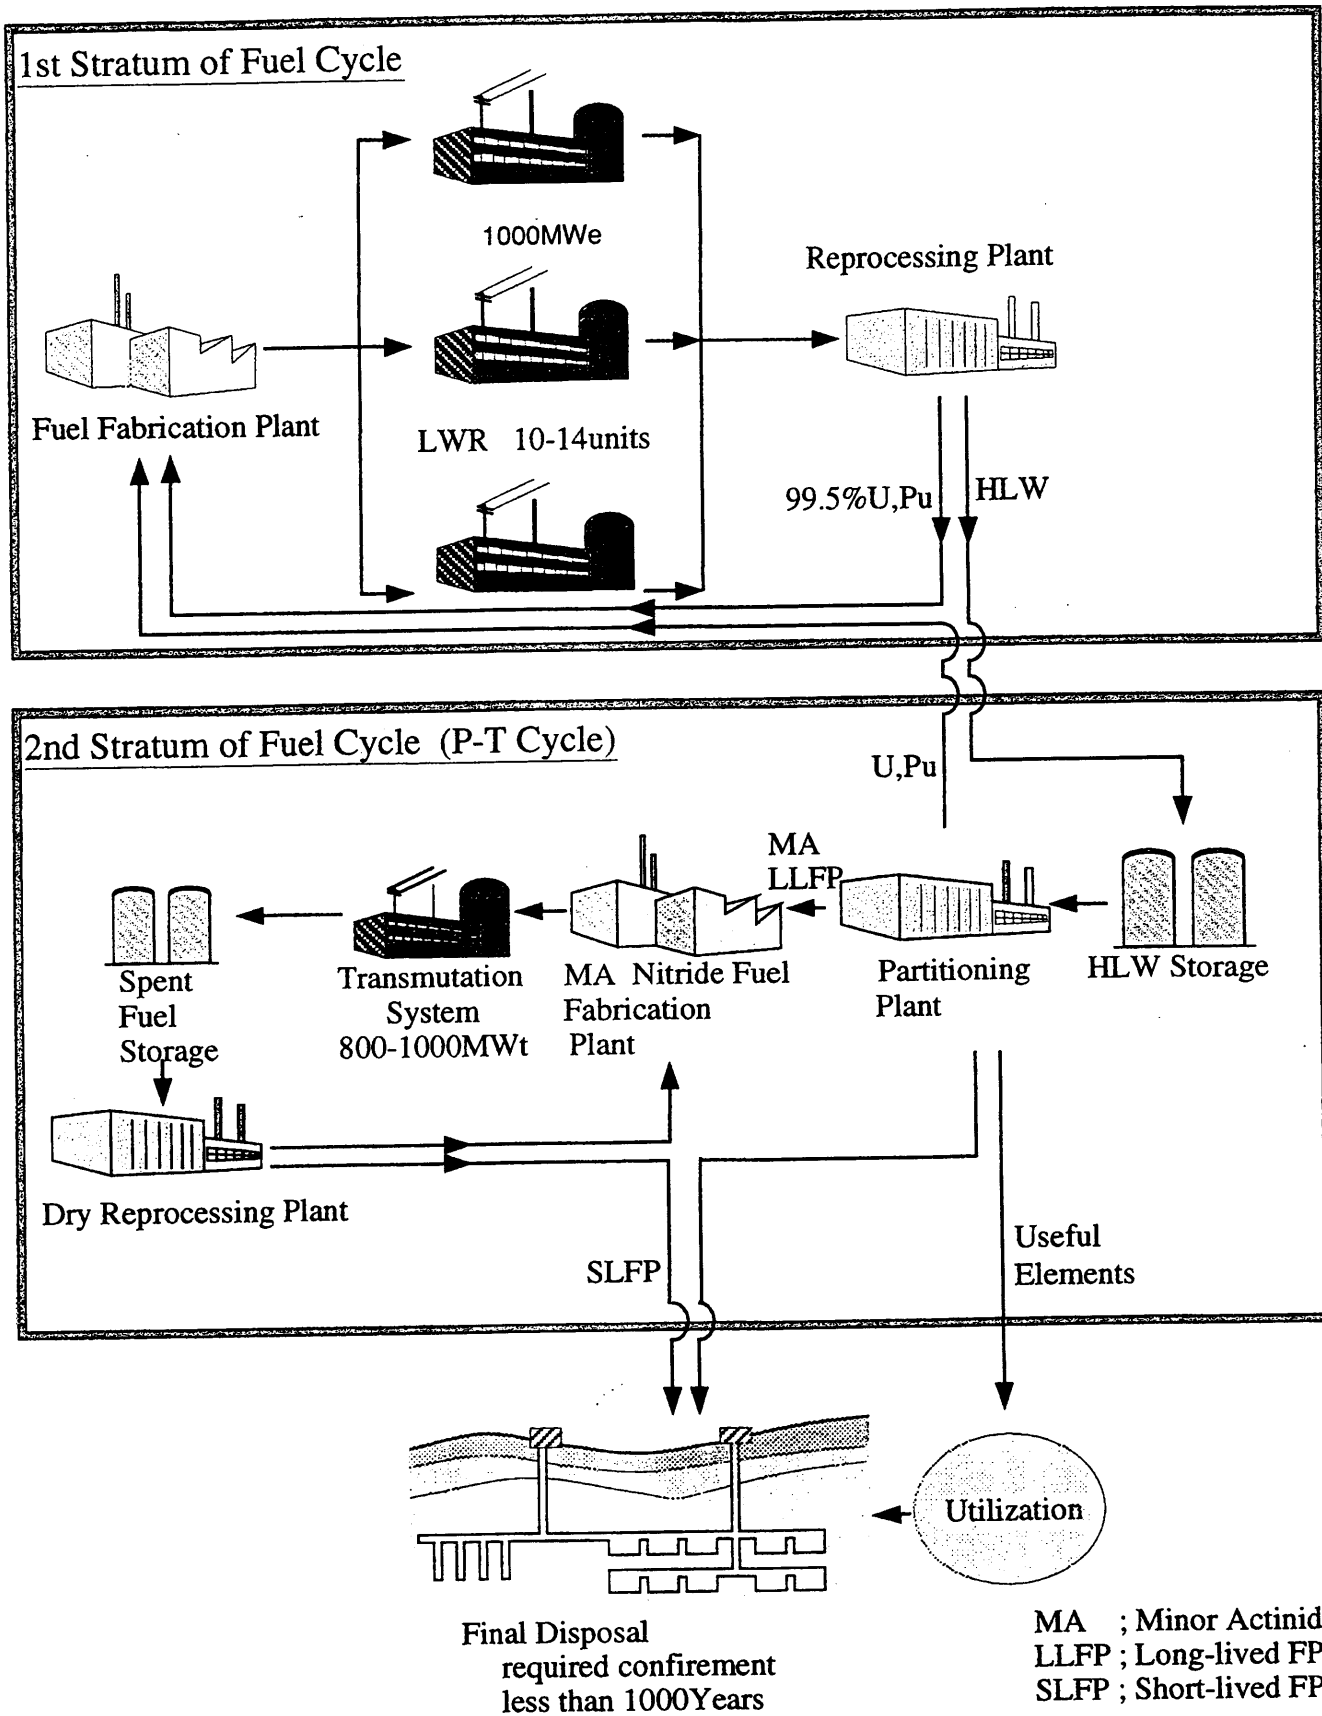 1st Stratum of Fuel Cycle
1000MWe
Reprocessing Plant
Fuel Fabrication Plant
LWR 10-14units
99.5%U,Pu
HLW
2nd Stratum of Fuel Cycle (P-T Cycle)
U,Pu
MA
LLFP
Spent
Fuel
Storage
Transmutation
System
800-1000MWt
MA Nitride Fuel
Fabrication
Plant
Partitioning
Plant
HLW Storage
Dry Reprocessing Plant
SLFP
Useful
Elements
Utilization
Final Disposal
required confirement
less than 1000Years
MA ; Minor Actinid
LLFP ; Long-lived FP
SLFP ; Short-lived FP